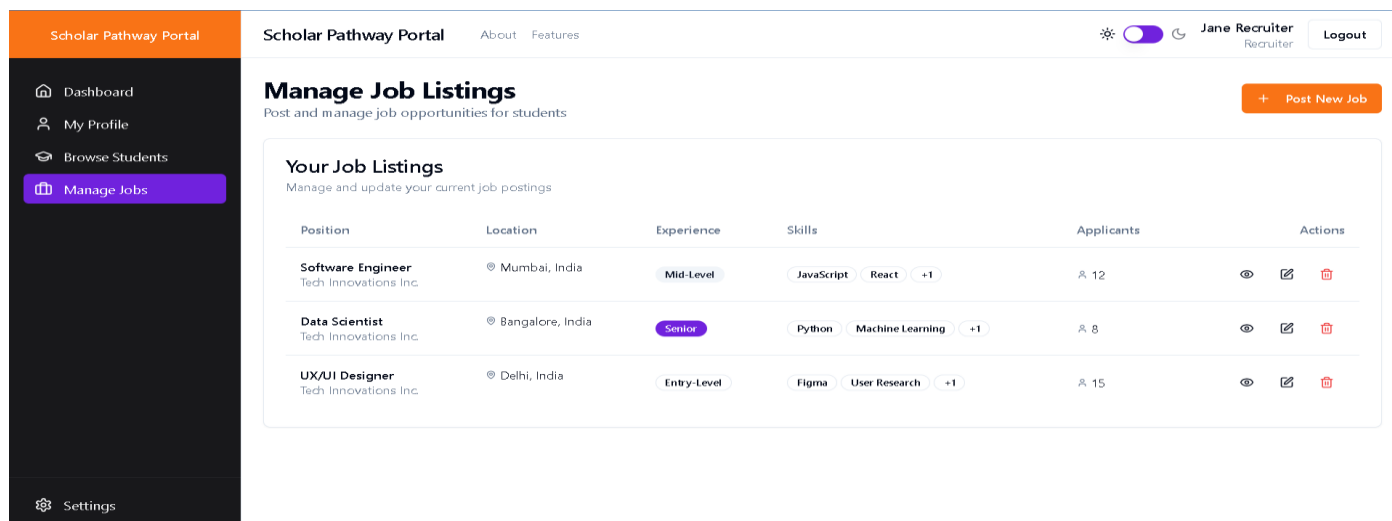 Scholar Pathway Portal
Scholar Pathway Portal About Features
Jane Recruiter
Recruiter
Logout
Dashboard
My Profile
Browse Students
Manage Jobs
Settings
Manage Job Listings
Post and manage job opportunities for students
+ Post New Job
Your Job Listings
Manage and update your current job postings
Position Location Experience Skills Applicants Actions
Software Engineer Mumbai, India Mid-Level JavaScript React +1 12
Tech Innovations Inc.
Data Scientist Bangalore, India Senior Python Machine Learning +1 8
Tech Innovations Inc.
UX/UI Designer Delhi, India Entry-Level Figma User Research +1 15
Tech Innovations Inc.